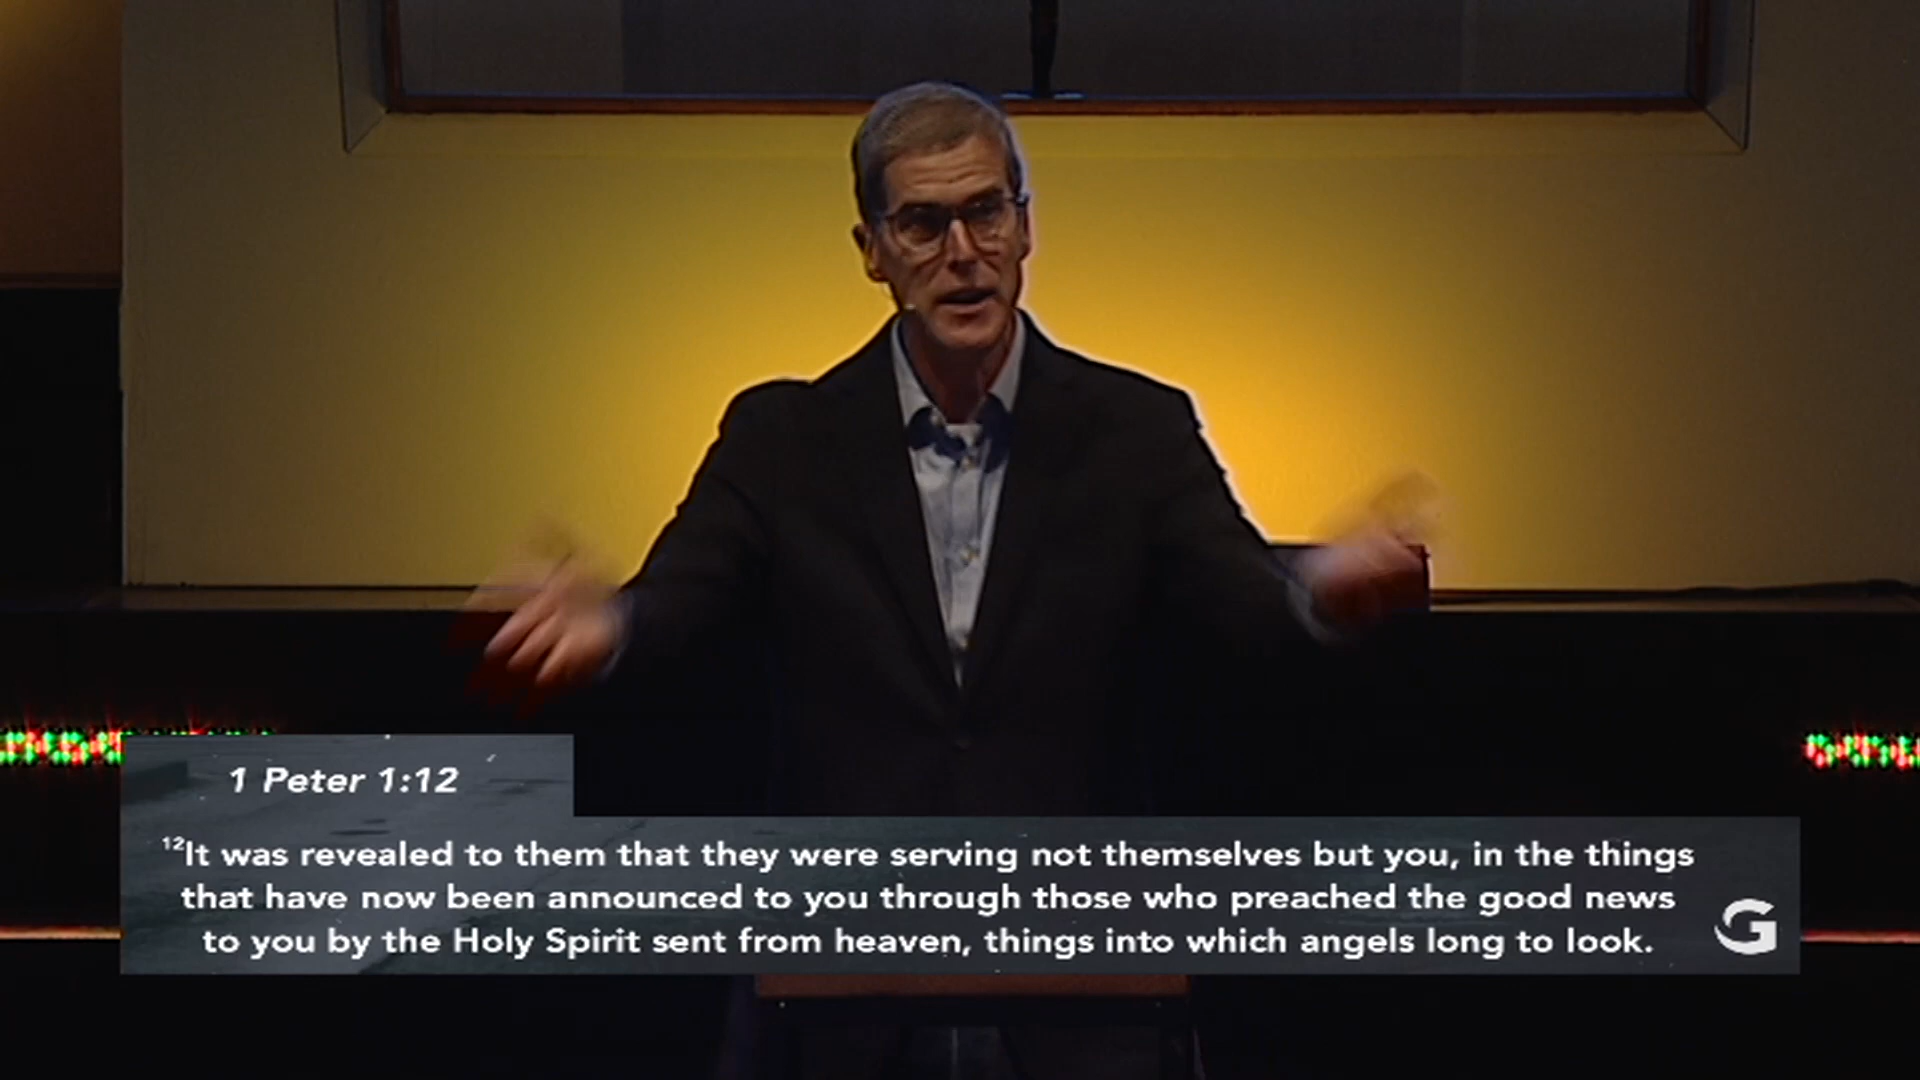 1 Peter 1:12
¹²It was revealed to them that they were serving not themselves but you, in the things
that have now been announced to you through those who preached the good news
to you by the Holy Spirit sent from heaven, things into which angels long to look.
G